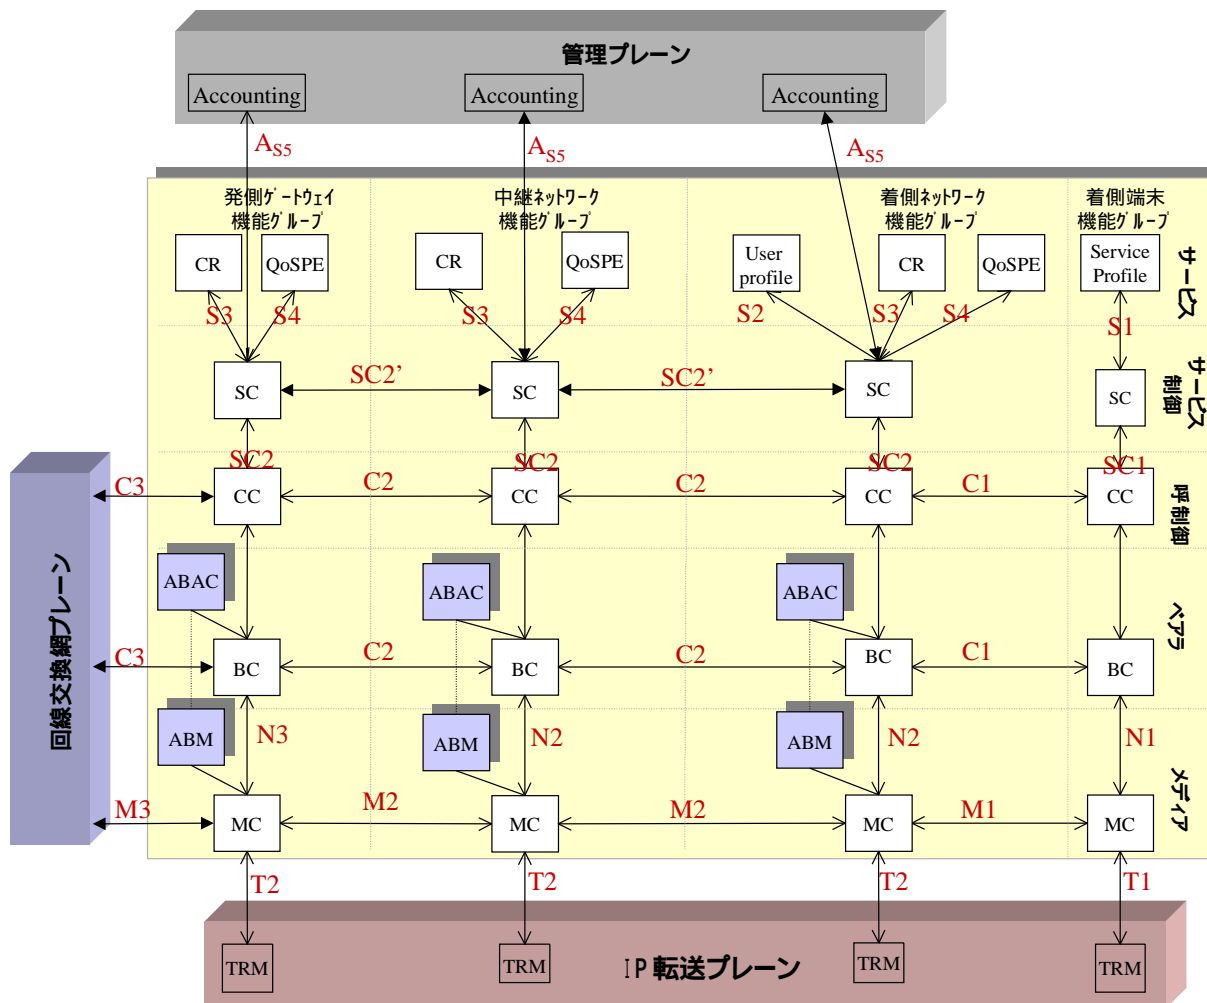 管理プレーン
Accounting
Accounting
Accounting
A_S5
A_S5
A_S5
発側ゲートウェイ
機能グループ
中継ネットワーク
機能グループ
着側ネットワーク
機能グループ
着側端末
機能グループ
サービス
CR
QoSPE
CR
QoSPE
User
profile
CR
QoSPE
Service
Profile
S3
S4
S3
S4
S2
S3
S4
S1
サービス
制御
SC
SC2’
SC
SC2’
SC
SC
SC2
SC2
SC2
SC1
呼制御
C3
CC
C2
CC
C2
CC
C1
CC
回線交換網プレーン
ABAC
ABAC
ABAC
ベアラ
C3
BC
C2
BC
C2
BC
C1
BC
ABM
N3
ABM
N2
ABM
N2
N1
メディア
M3
MC
M2
MC
M2
MC
M1
MC
T2
T2
T2
T1
TRM
TRM
IP転送プレーン
TRM
TRM